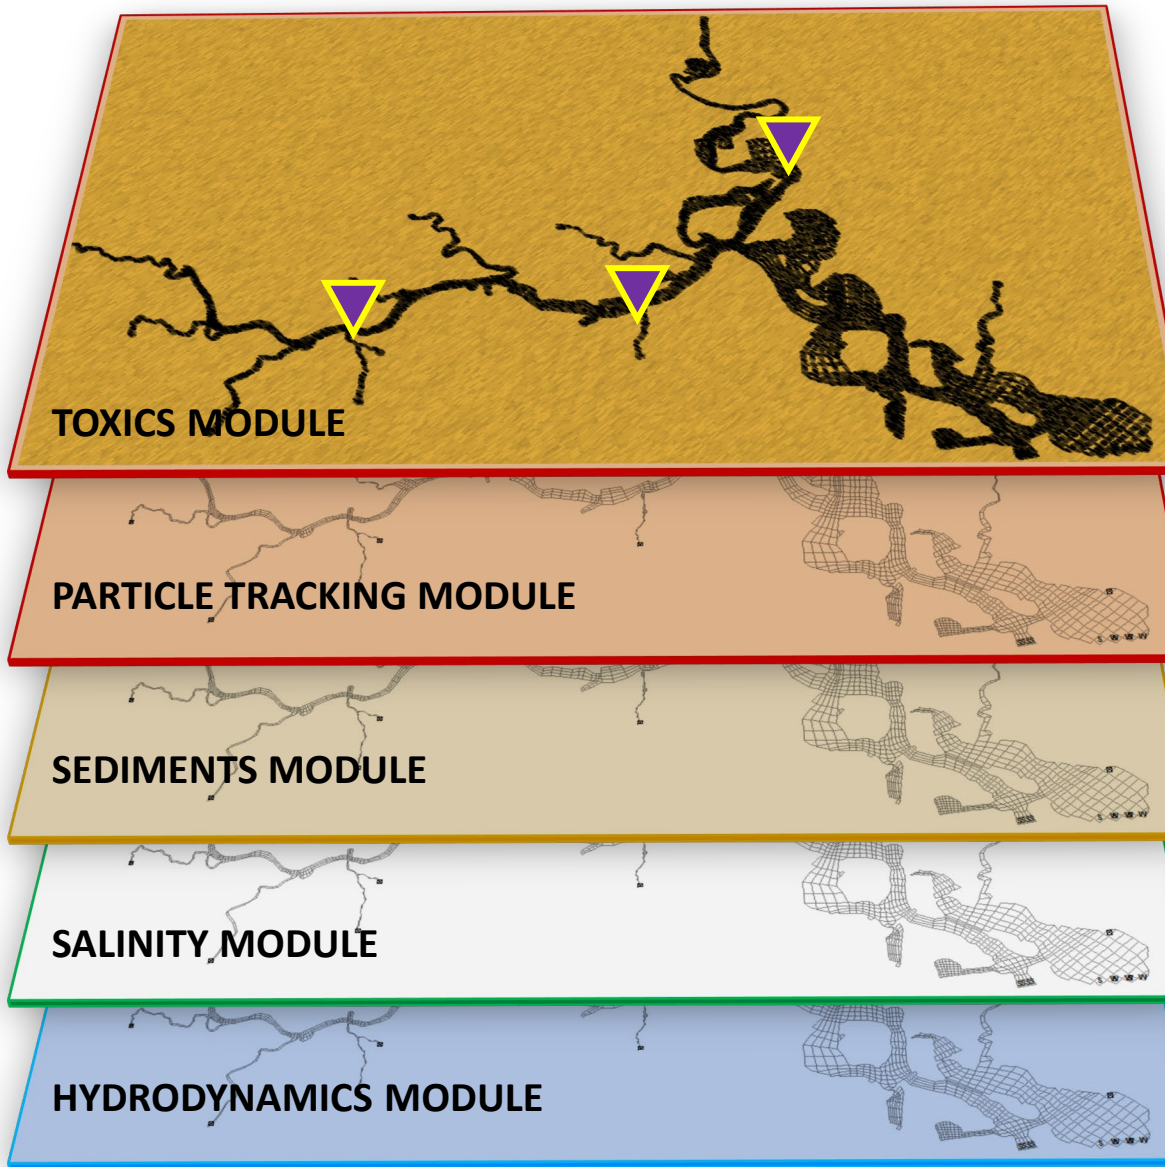 TOXICS MODULE
PARTICLE TRACKING MODULE
SEDIMENTS MODULE
SALINITY MODULE
HYDRODYNAMICS MODULE